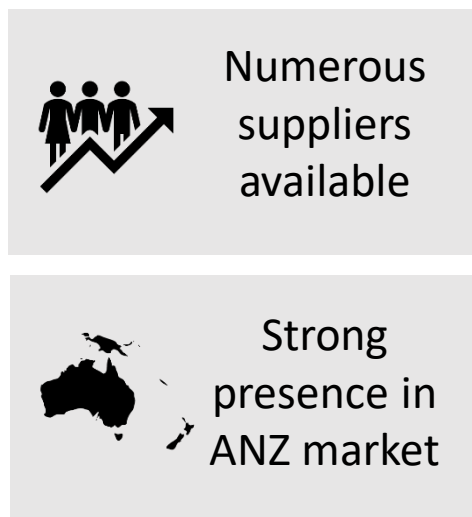 Numerous
suppliers
available
Strong
presence in
ANZ market